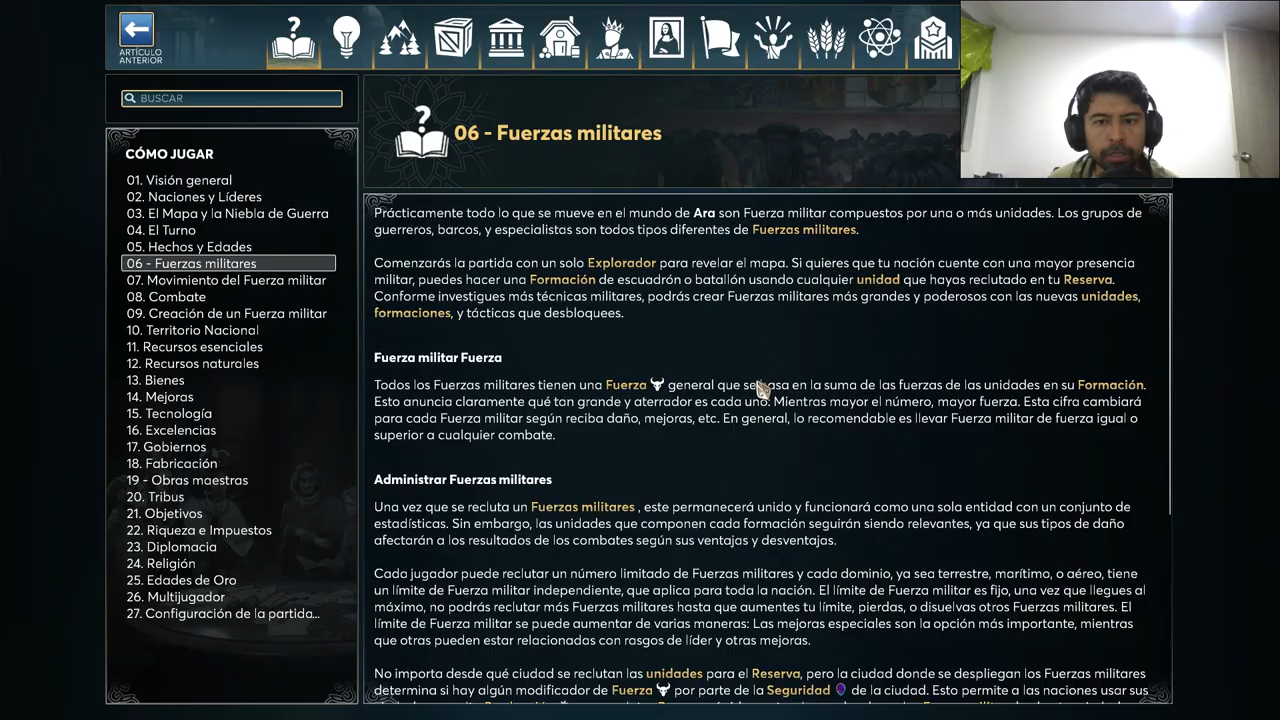 ARTÍCULO
ANTERIOR
BUSCAR
CÓMO JUGAR
01. Visión general
02. Naciones y Líderes
03. El Mapa y la Niebla de Guerra
04. El Turno
05. Hechos y Edades
06 - Fuerzas militares
07. Movimiento del Fuerza militar
08. Combate
09. Creación de un Fuerza militar
10. Territorio Nacional
11. Recursos esenciales
12. Recursos naturales
13. Bienes
14. Mejoras
15. Tecnología
16. Excelencias
17. Gobiernos
18. Fabricación
19 - Obras maestras
20. Tribus
21. Objetivos
22. Riqueza e Impuestos
23. Diplomacia
24. Religión
25. Edades de Oro
26. Multijugador
27. Configuración de la partida...
06 - Fuerzas militares
Prácticamente todo lo que se mueve en el mundo de Ara son Fuerza militar compuestos por una o más unidades. Los grupos de
guerreros, barcos, y especialistas son todos tipos diferentes de Fuerzas militares.
Comenzarás la partida con un solo Explorador para revelar el mapa. Si quieres que tu nación cuente con una mayor presencia
militar, puedes hacer una Formación de escuadrón o batallón usando cualquier unidad que hayas reclutado en tu Reserva.
Conforme investigues más técnicas militares, podrás crear Fuerzas militares más grandes y poderosos con las nuevas unidades,
formaciones, y tácticas que desbloquees.
Fuerza militar Fuerza
Todos los Fuerzas militares tienen una Fuerza general que se basa en la suma de las fuerzas de las unidades en su Formación.
Esto anuncia claramente qué tan grande y aterrador es cada uno. Mientras mayor el número, mayor fuerza. Esta cifra cambiará
para cada Fuerza militar según reciba daño, mejoras, etc. En general, lo recomendable es llevar Fuerza militar de fuerza igual o
superior a cualquier combate.
Administrar Fuerzas militares
Una vez que se recluta un Fuerzas militares , este permanecerá unido y funcionará como una sola entidad con un conjunto de
estadísticas. Sin embargo, las unidades que componen cada formación seguirán siendo relevantes, ya que sus tipos de daño
afectarán a los resultados de los combates según sus ventajas y desventajas.
Cada jugador puede reclutar un número limitado de Fuerzas militares y cada dominio, ya sea terrestre, marítimo, o aéreo, tiene
un límite de Fuerza militar independiente, que aplica para toda la nación. El límite de Fuerza militar es fijo, una vez que llegues al
máximo, no podrás reclutar más Fuerzas militares hasta que aumentes tu límite, pierdas, o disuelvas otros Fuerzas militares. El
límite de Fuerza militar se puede aumentar de varias maneras: Las mejoras especiales son la opción más importante, mientras
que otras pueden estar relacionadas con rasgos de líder y otras mejoras.
No importa desde qué ciudad se reclutan las unidades para el Reserva, pero la ciudad donde se despliegan los Fuerzas militares
determina si hay algún modificador de Fuerza por parte de la Seguridad de la ciudad. Esto permite a las naciones usar sus